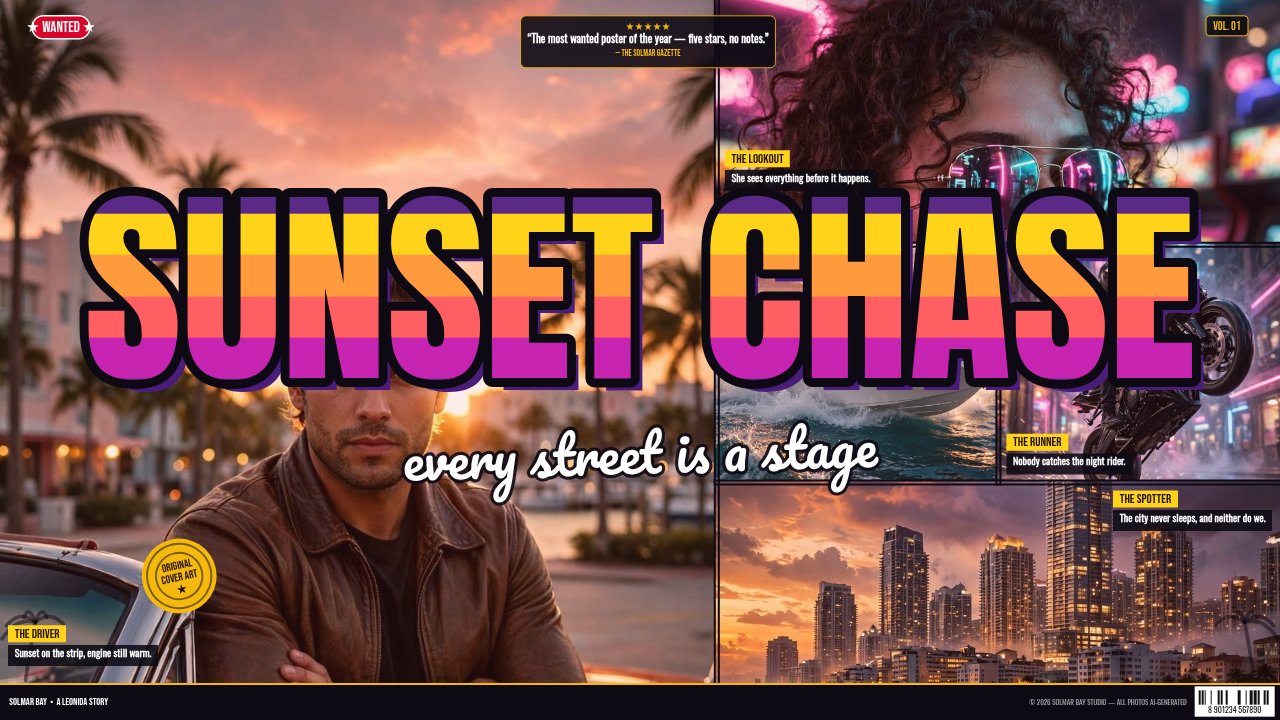 WANTED
★★★★★
“The most wanted poster of the year — five stars, no notes.”
— THE SOLMAR GAZETTE
VOL. 01
THE LOOKOUT
She sees everything before it happens.
SUNSET CHASE
every street is a stage
THE RUNNER
Nobody catches the night rider.
THE SPOTTER
The city never sleeps, and neither do we.
ORIGINAL
COVER ART
★
THE DRIVER
Sunset on the strip, engine still warm.
SOLMAR BAY • A LEONIDA STORY
© 2026 SOLMAR BAY STUDIO — ALL PHOTOS AI-GENERATED
8 901234 567890